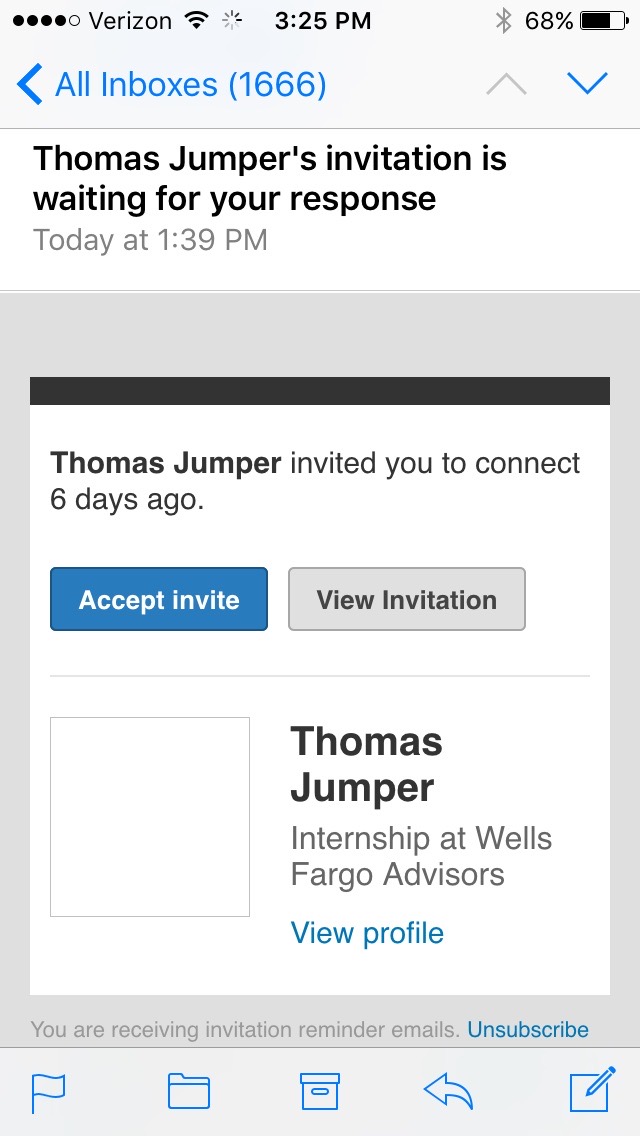 Verizon 3:25 PM 68%
All Inboxes (1666)
Thomas Jumper's invitation is
waiting for your response
Today at 1:39 PM
Thomas Jumper invited you to connect
6 days ago.
Accept invite View Invitation
Thomas
Jumper
Internship at Wells
Fargo Advisors
View profile
You are receiving invitation reminder emails. Unsubscribe